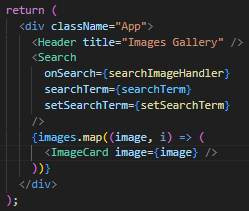 return (
<div className="App">
<Header title="Images Gallery" />
<Search
onSearch={searchImageHandler}
searchTerm={searchTerm}
setSearchTerm={setSearchTerm}
/>
{images.map((image, i) => (
<ImageCard image={image} />
))}
</div>
);